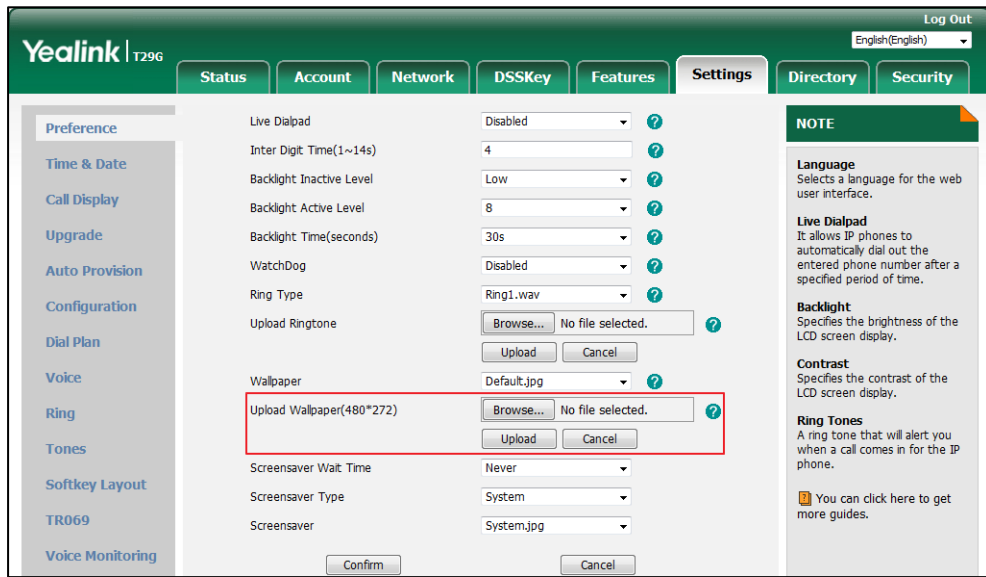 Log Out
Yealink | T29G
English(English)
Status Account Network DSSKey Features Settings Directory Security
Preference
Time & Date
Call Display
Upgrade
Auto Provision
Configuration
Dial Plan
Voice
Ring
Tones
Softkey Layout
TR069
Voice Monitoring
Live Dialpad Disabled ?
Inter Digit Time(1~14s) 4 ?
Backlight Inactive Level Low ?
Backlight Active Level 8 ?
Backlight Time(seconds) 30s ?
WatchDog Disabled ?
Ring Type Ring1.wav ?
Upload Ringtone Browse... No file selected. ?
Upload Cancel
Wallpaper Default.jpg ?
Upload Wallpaper(480*272) Browse... No file selected. ?
Upload Cancel
Screensaver Wait Time Never
Screensaver Type System
Screensaver System.jpg
Confirm Cancel
NOTE
Language
Selects a language for the web
user interface.
Live Dialpad
It allows IP phones to
automatically dial out the
entered phone number after a
specified period of time.
Backlight
Specifies the brightness of the
LCD screen display.
Contrast
Specifies the contrast of the
LCD screen display.
Ring Tones
A ring tone that will alert you
when a call comes in for the IP
phone.
? You can click here to get
more guides.